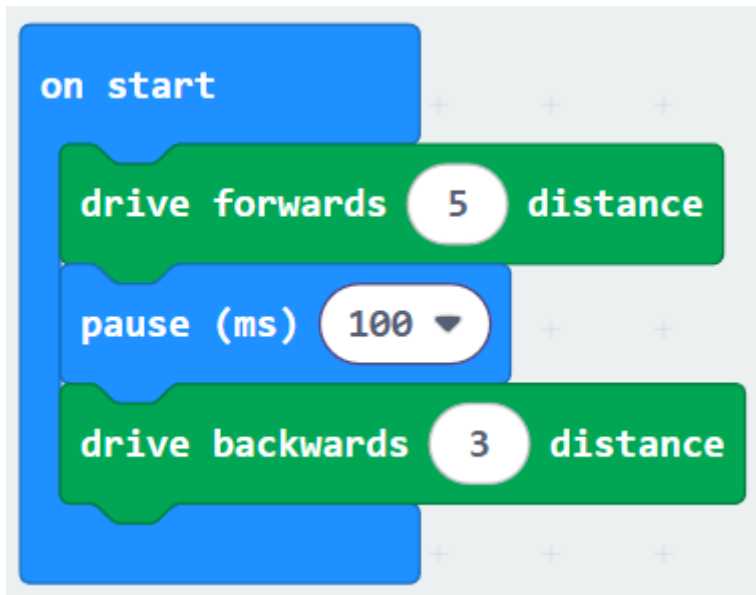 on start
drive forwards 5 distance
pause (ms) 100
drive backwards 3 distance